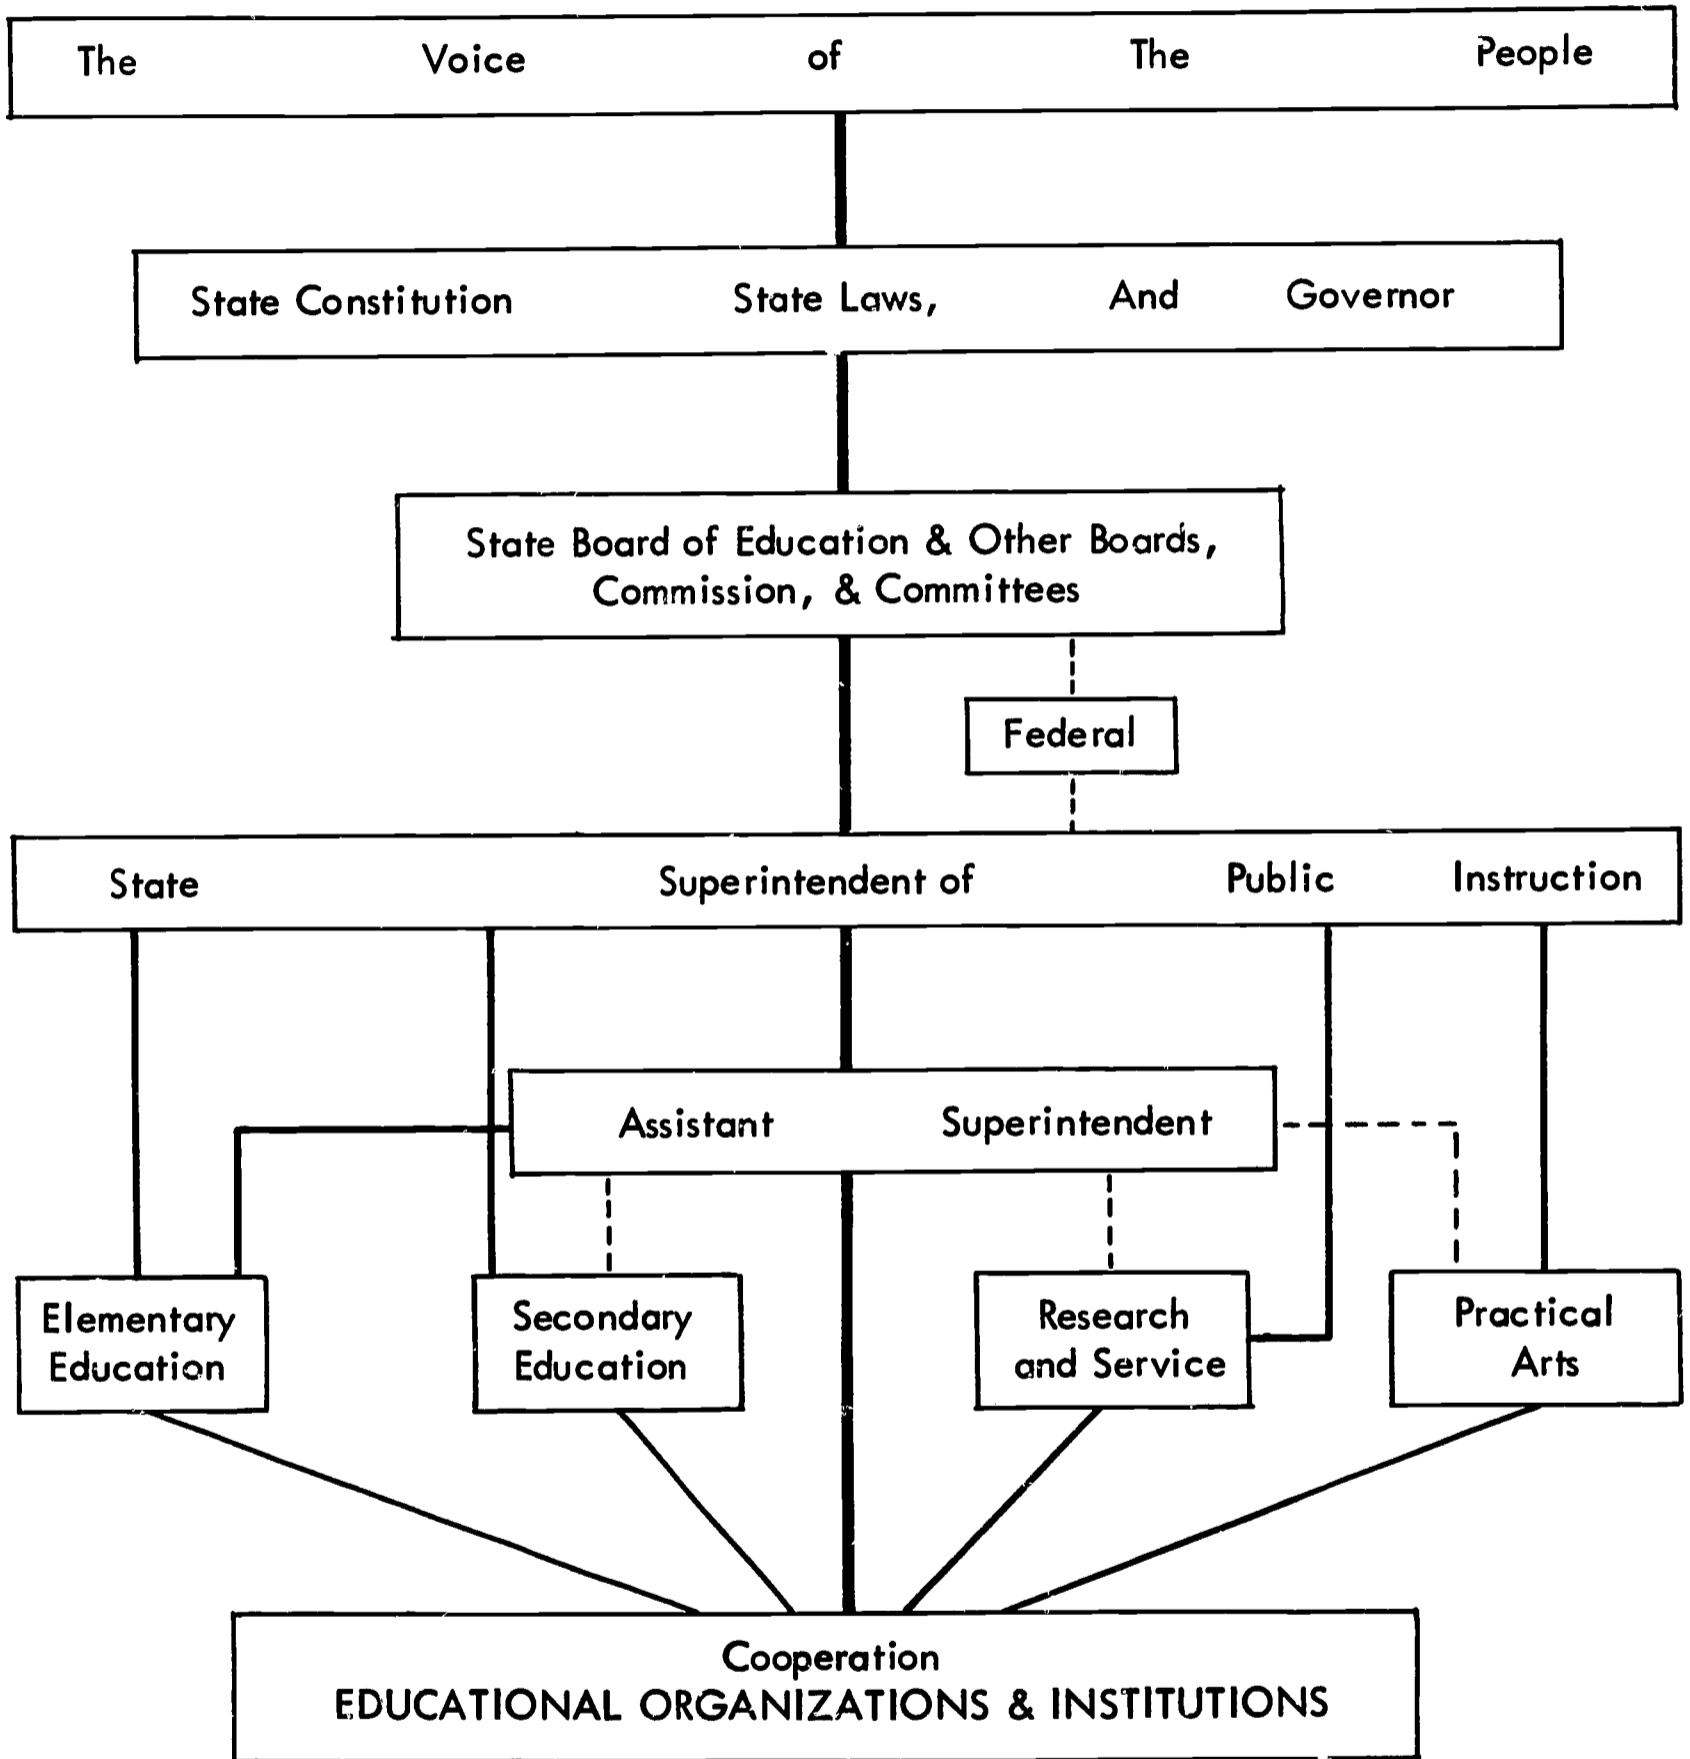 The Voice of The People
State Constitution State Laws, And Governor
State Board of Education & Other Boards,
Commission, & Committees
Federal
State Superintendent of Public Instruction
Assistant Superintendent
Elementary
Education
Secondary
Education
Research
and Service
Practical
Arts
Cooperation
EDUCATIONAL ORGANIZATIONS & INSTITUTIONS